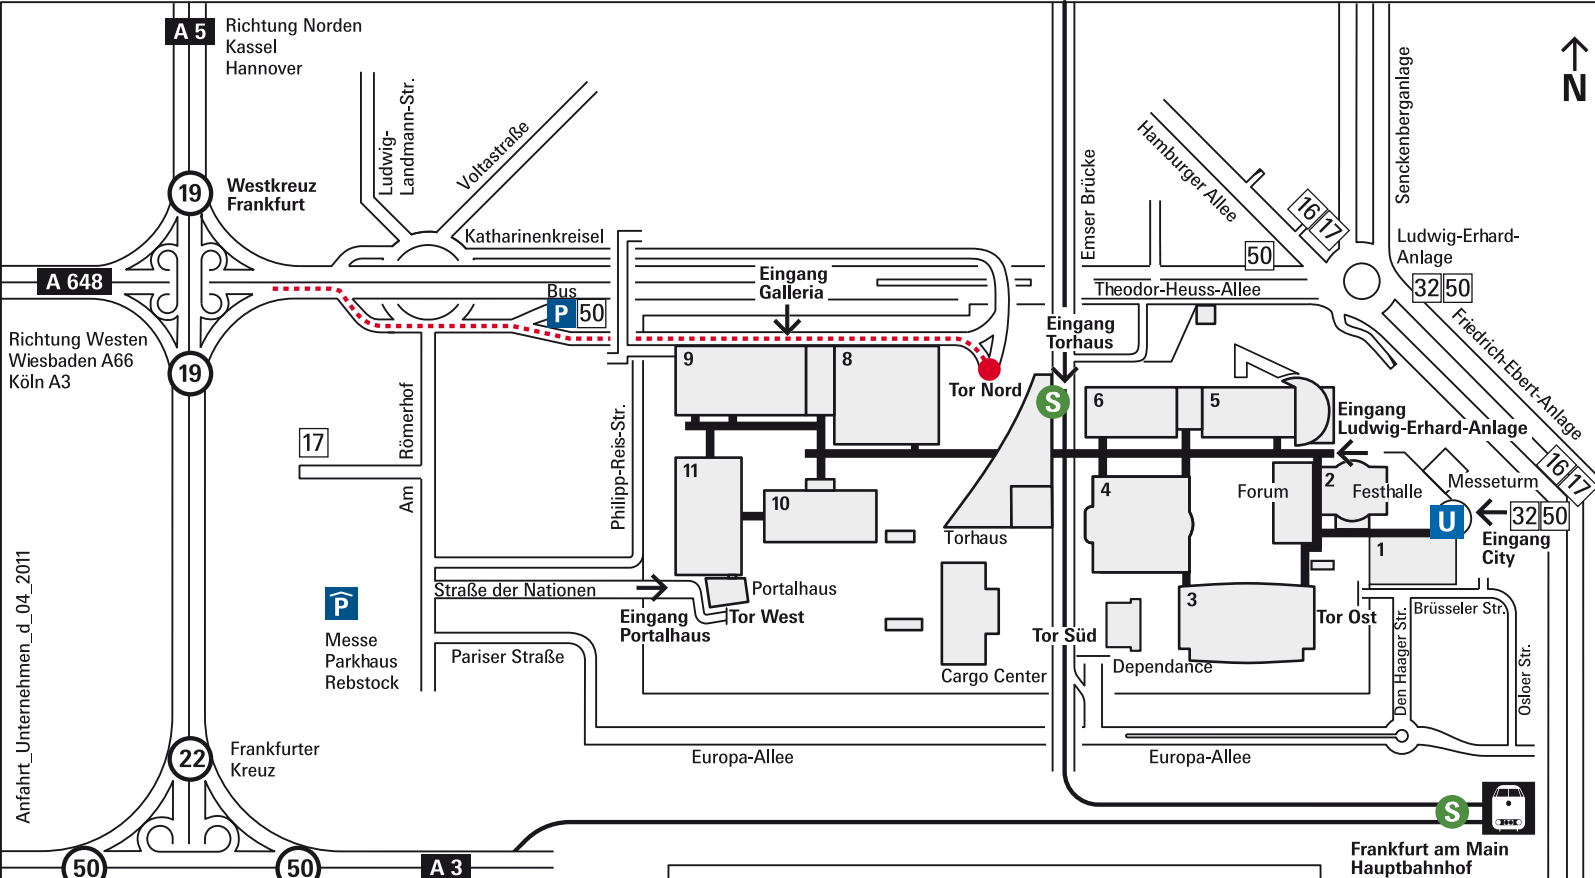 A 5
Richtung Norden
Kassel
Hannover
N
Ludwig-
Landmann-Str.
Voltastraße
Emser Brücke
Hamburger Allee
Senckenberganlage
19
Westkreuz
Frankfurt
16
17
Katharinenkreisel
50
Ludwig-Erhard-
Anlage
A 648
Eingang
Galleria
Theodor-Heuss-Allee
32
50
Bus
P
50
Friedrich-Ebert-Anlage
Richtung Westen
Wiesbaden A66
Köln A3
19
Eingang
Torhaus
9
8
Tor Nord
S
6
5
Eingang
Ludwig-Erhard-Anlage
17
Am
Römerhof
Philipp-Reis-Str.
11
10
4
Forum
2
Festhalle
Messeturm
16
17
U
32
50
Eingang
City
Torhaus
1
Straße der Nationen
Portalhaus
Eingang
Portalhaus
Tor West
3
Tor Ost
Brüsseler Str.
P
Messe
Parkhaus
Rebstock
Pariser Straße
Tor Süd
Dependance
Cargo Center
Den Haager Str.
Osloer Str.
Anfahrt_Unternehmen_d_04_2011
22
Frankfurter
Kreuz
Europa-Allee
Europa-Allee
S
Frankfurt am Main
Hauptbahnhof
50
50
A 3